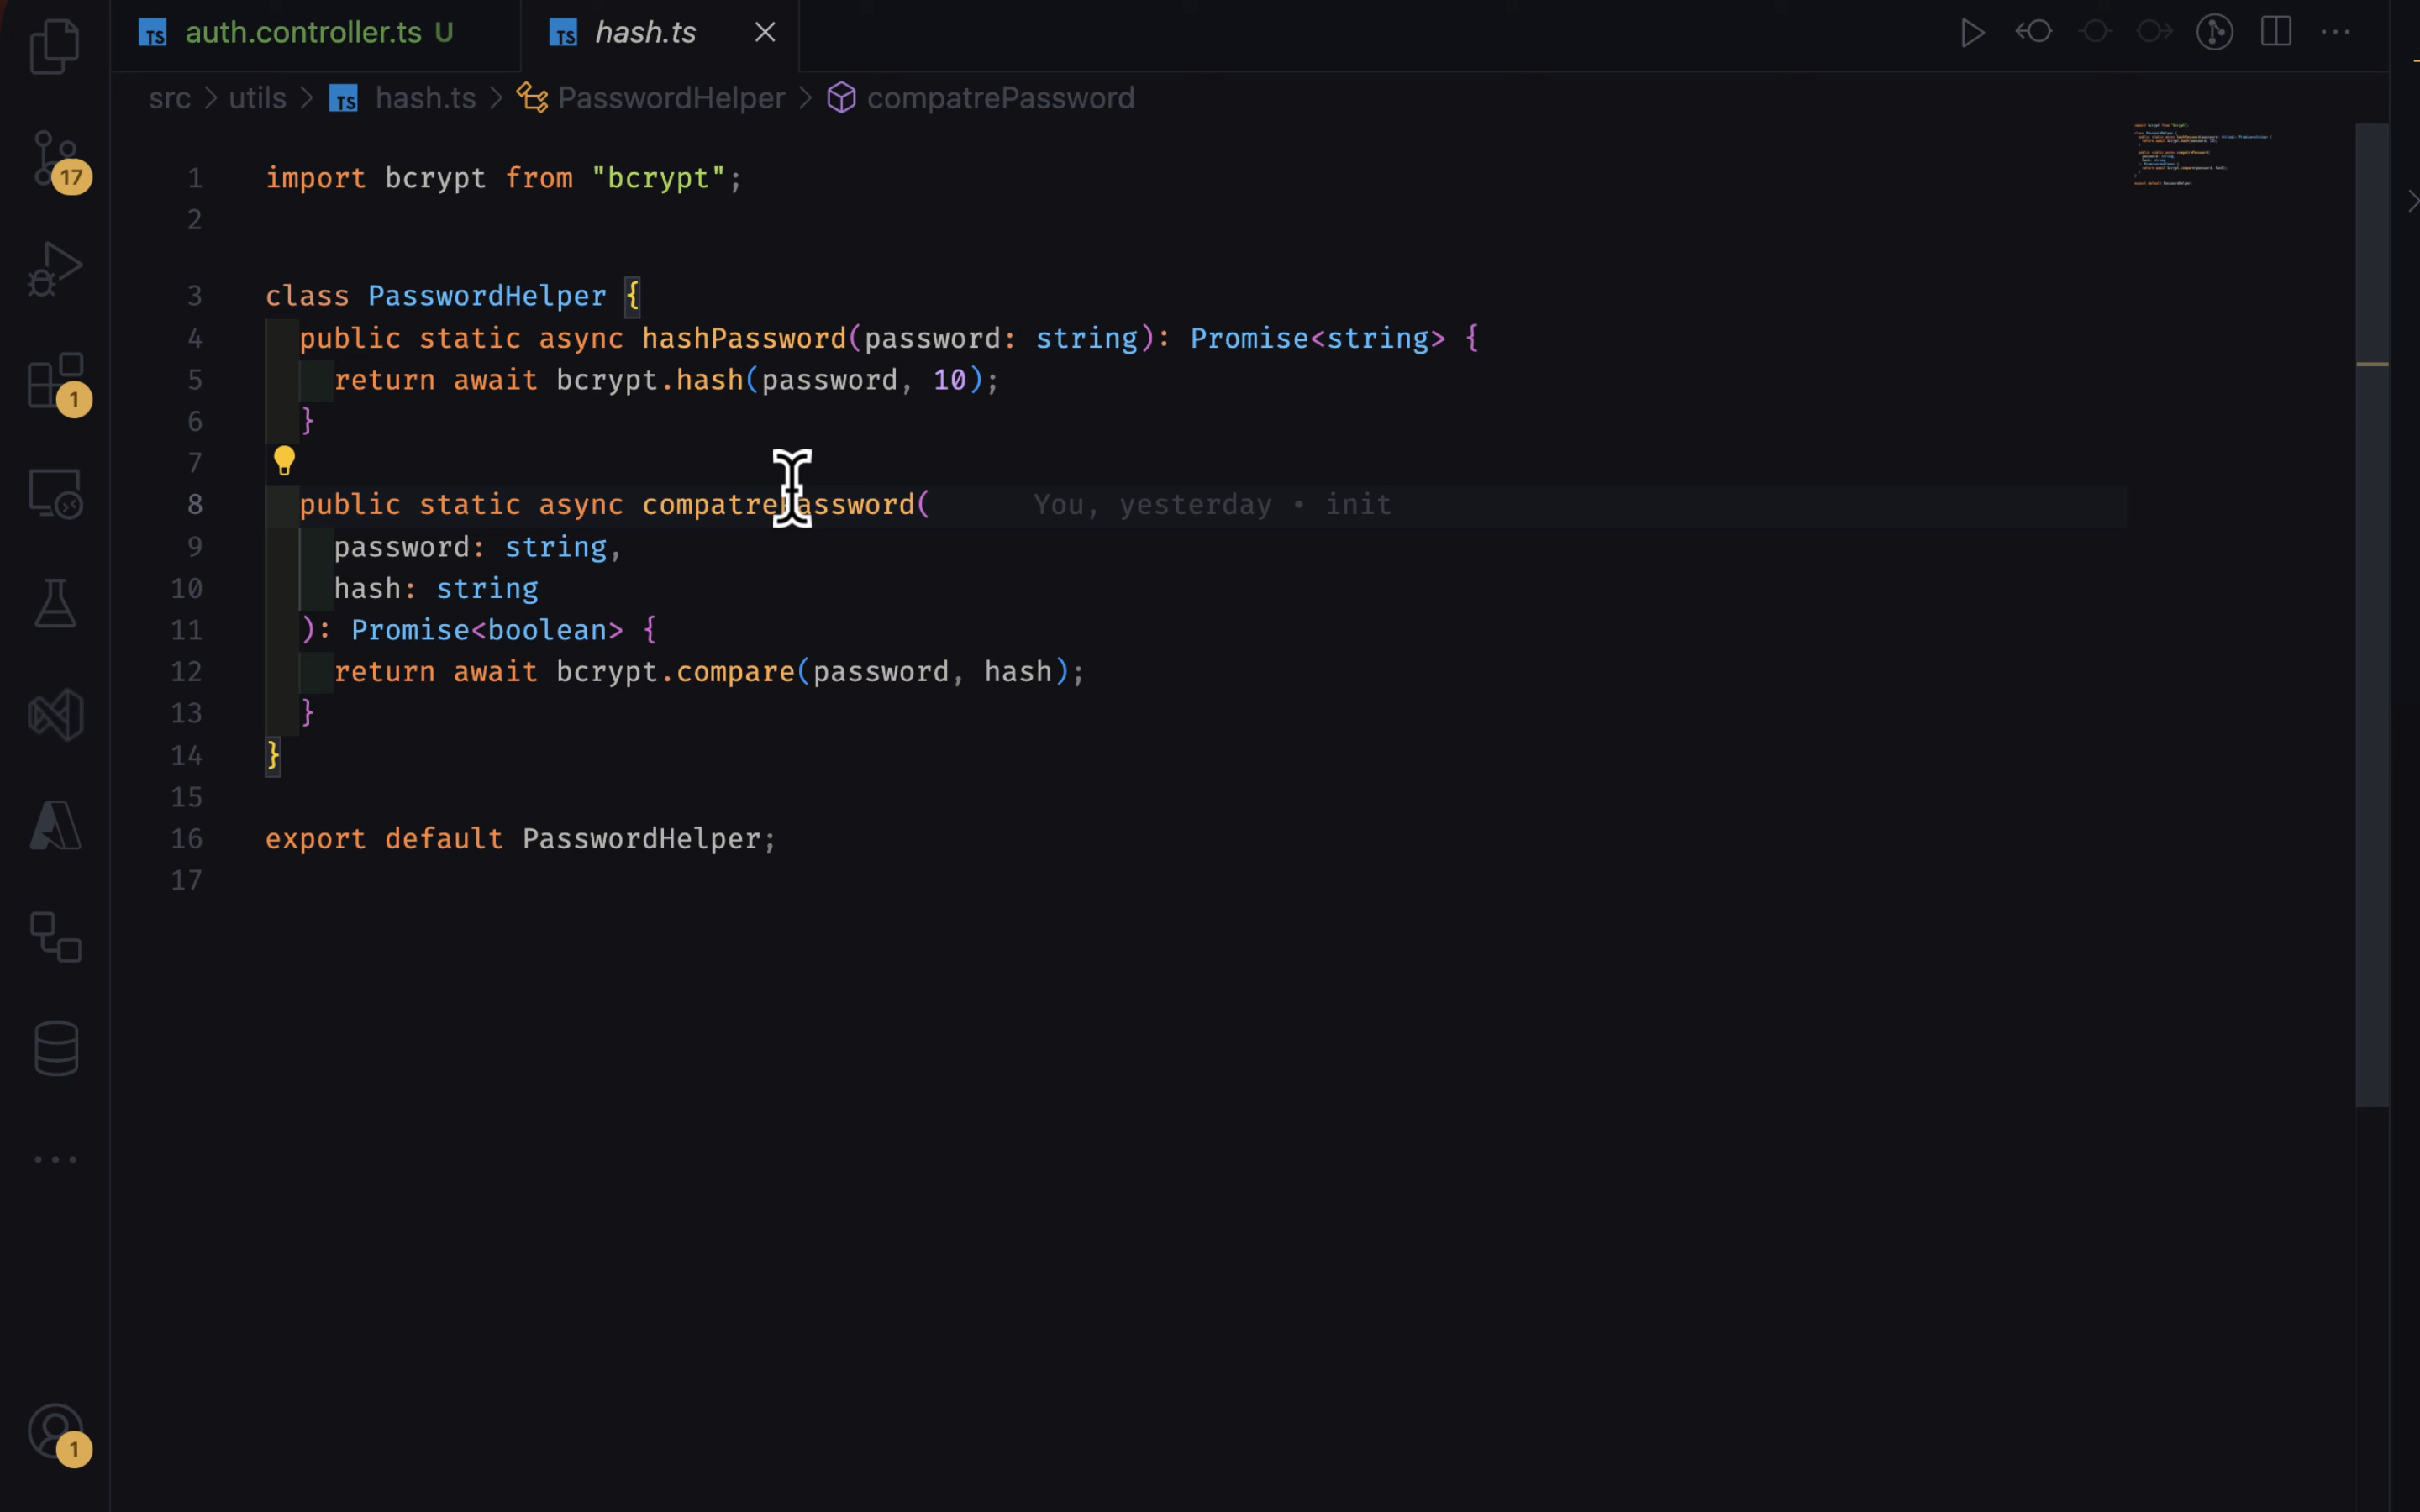 TS auth.controller.ts U TS hash.ts
src > utils > TS hash.ts > PasswordHelper > compatrePassword
17
1
1
1 import bcrypt from "bcrypt";
2
3 class PasswordHelper {
4 public static async hashPassword(password: string): Promise<string> {
5 return await bcrypt.hash(password, 10);
6 }
7
8 public static async compatrePassword( You, yesterday • init
9 password: string,
10 hash: string
11 ): Promise<boolean> {
12 return await bcrypt.compare(password, hash);
13 }
14 }
15
16 export default PasswordHelper;
17